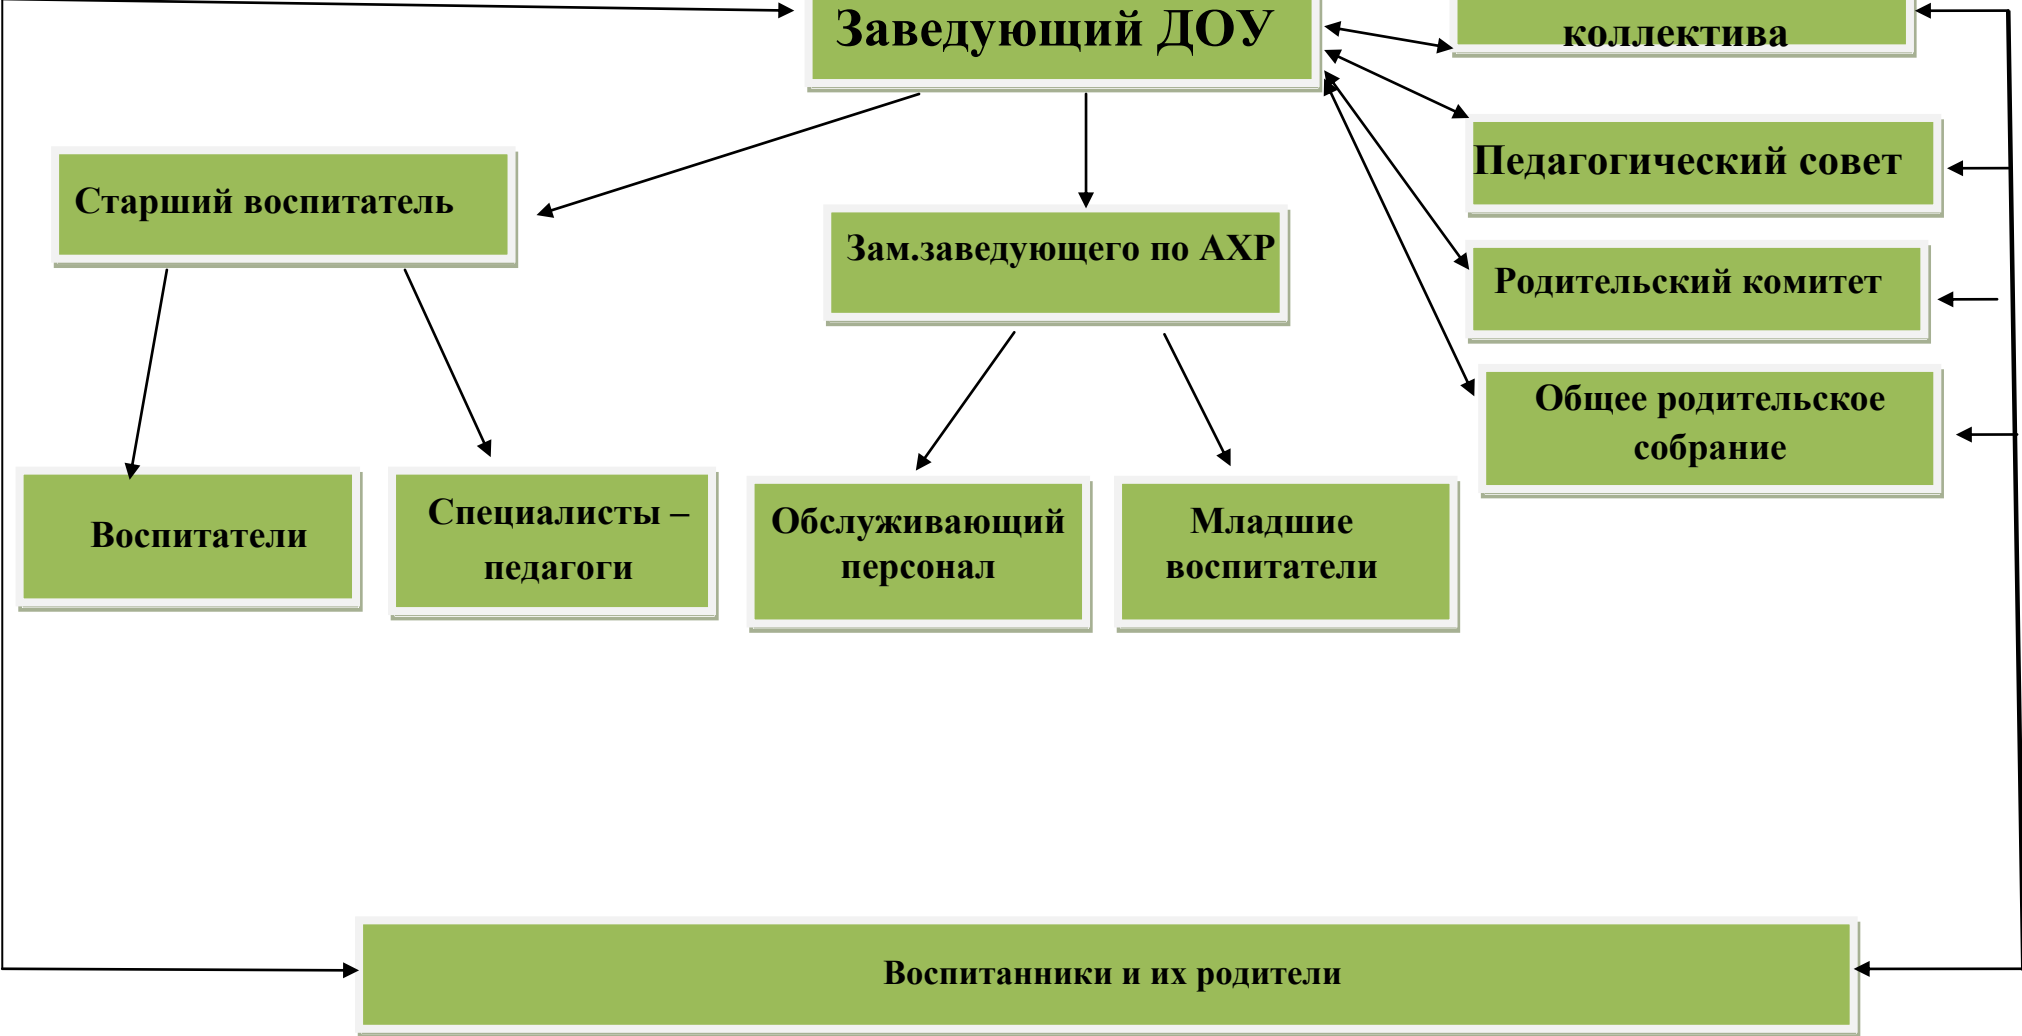 Заведующий ДОУ
коллектива
Педагогический совет
Старший воспитатель
Зам.заведующего по АХР
Родительский комитет
Общее родительское
собрание
Воспитатели
Специалисты –
педагоги
Обслуживающий
персонал
Младшие
воспитатели
Воспитанники и их родители